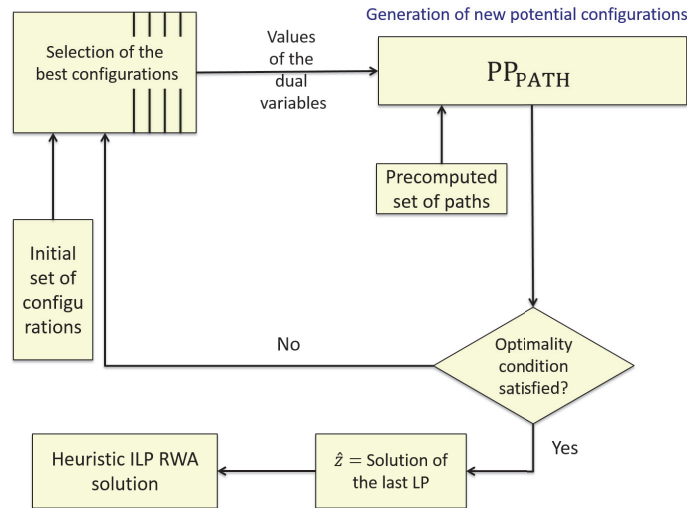 Generation of new potential configurations
Selection of the
best configurations
Values
of the
dual
variables
PP_PATH
Precomputed
set of paths
Initial
set of
configu
rations
No
Optimality
condition
satisfied?
Yes
Heuristic ILP RWA
solution
ẑ = Solution of
the last LP